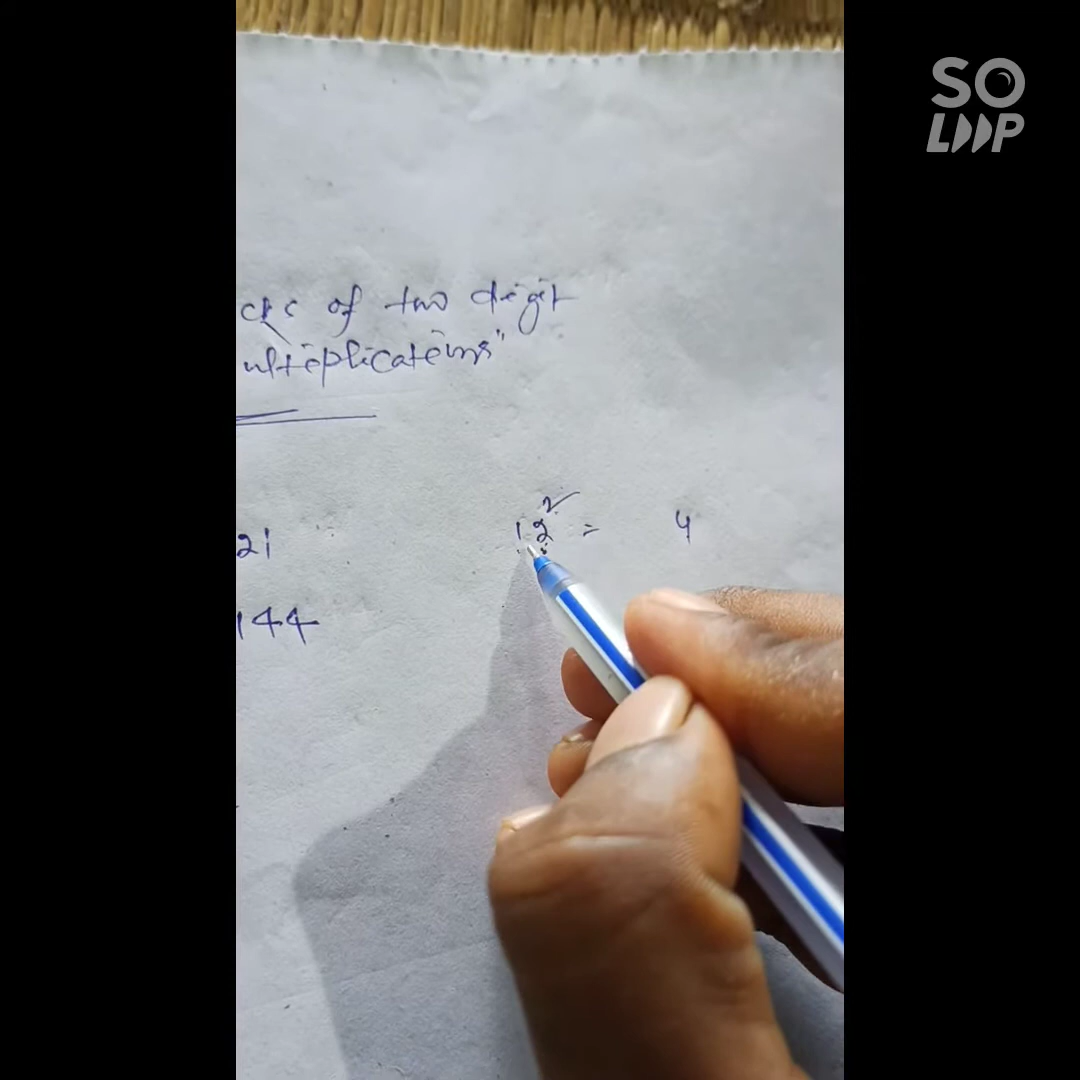 SO
LOOP
cks of two digit
ultiplications"
21
12² = 4
144